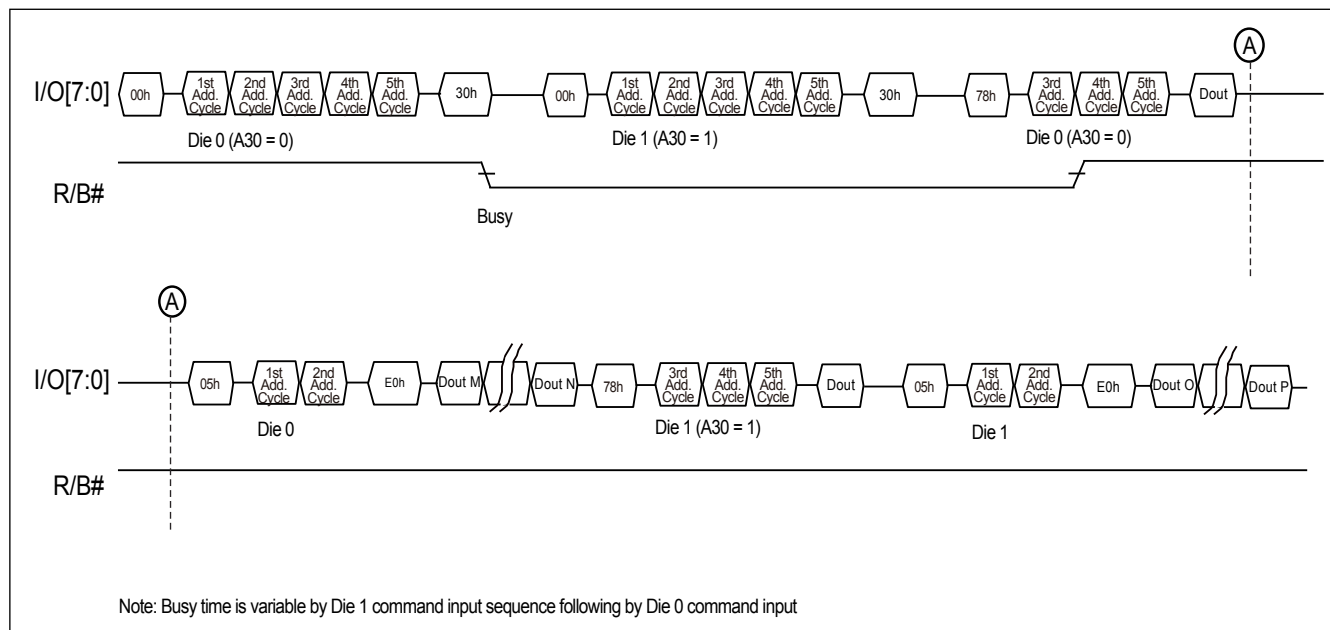 A
I/O[7:0] 00h 1st Add. Cycle 2nd Add. Cycle 3rd Add. Cycle 4th Add. Cycle 5th Add. Cycle 30h 00h 1st Add. Cycle 2nd Add. Cycle 3rd Add. Cycle 4th Add. Cycle 5th Add. Cycle 30h 78h 3rd Add. Cycle 4th Add. Cycle 5th Add. Cycle Dout
Die 0 (A30 = 0) Die 1 (A30 = 1) Die 0 (A30 = 0)
R/B#
Busy
A
I/O[7:0] 05h 1st Add. Cycle 2nd Add. Cycle E0h Dout M Dout N 78h 3rd Add. Cycle 4th Add. Cycle 5th Add. Cycle Dout 05h 1st Add. Cycle 2nd Add. Cycle E0h Dout O Dout P
Die 0 Die 1 (A30 = 1) Die 1
R/B#
Note: Busy time is variable by Die 1 command input sequence following by Die 0 command input